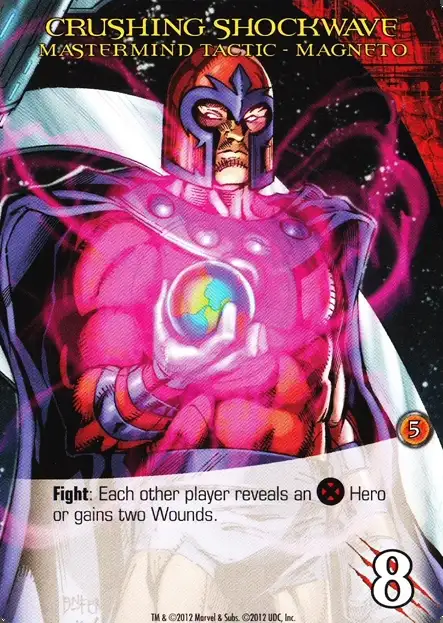 CRUSHING SHOCKWAVE
MASTERMIND TACTIC - MAGNETO
5
Fight: Each other player reveals an Hero
or gains two Wounds.
8
TM & ©2012 Marvel & Subs. ©2012 UDC, Inc.